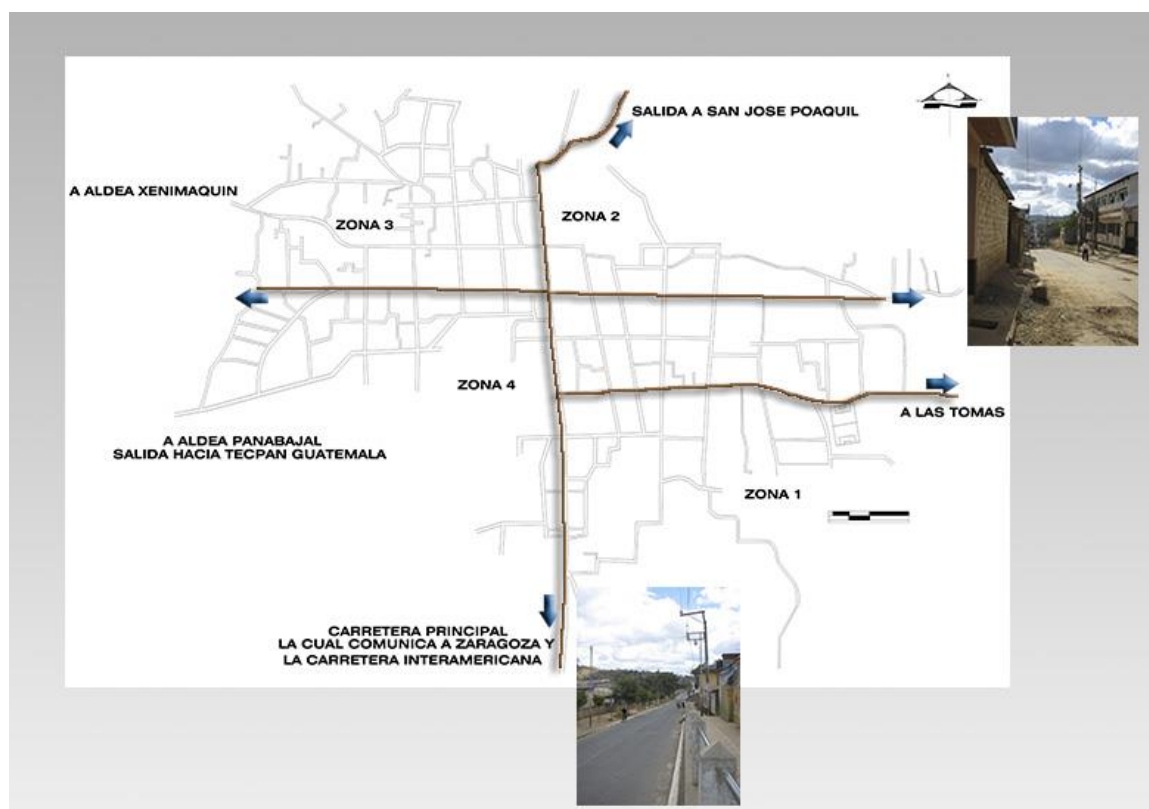 SALIDA A SAN JOSE POAQUIL
A ALDEA XENIMAQUIN
ZONA 3
ZONA 2
ZONA 4
A LAS TOMAS
A ALDEA PANABAJAL
SALIDA HACIA TECPAN GUATEMALA
ZONA 1
CARRETERA PRINCIPAL
LA CUAL COMUNICA A ZARAGOZA Y
LA CARRETERA INTERAMERICANA